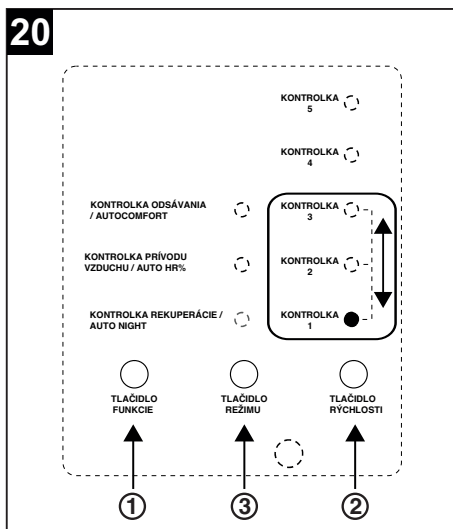 20
KONTROLKA
5
KONTROLKA
4
KONTROLKA ODSÁVANIA
/ AUTOCOMFORT
KONTROLKA
3
KONTROLKA PRÍVODU
VZDUCHU / AUTO HR%
KONTROLKA
2
KONTROLKA REKUPERÁCIE /
AUTO NIGHT
KONTROLKA
1
TLAČIDLO
FUNKCIE
TLAČIDLO
REŽIMU
TLAČIDLO
RÝCHLOSTI
1
3
2